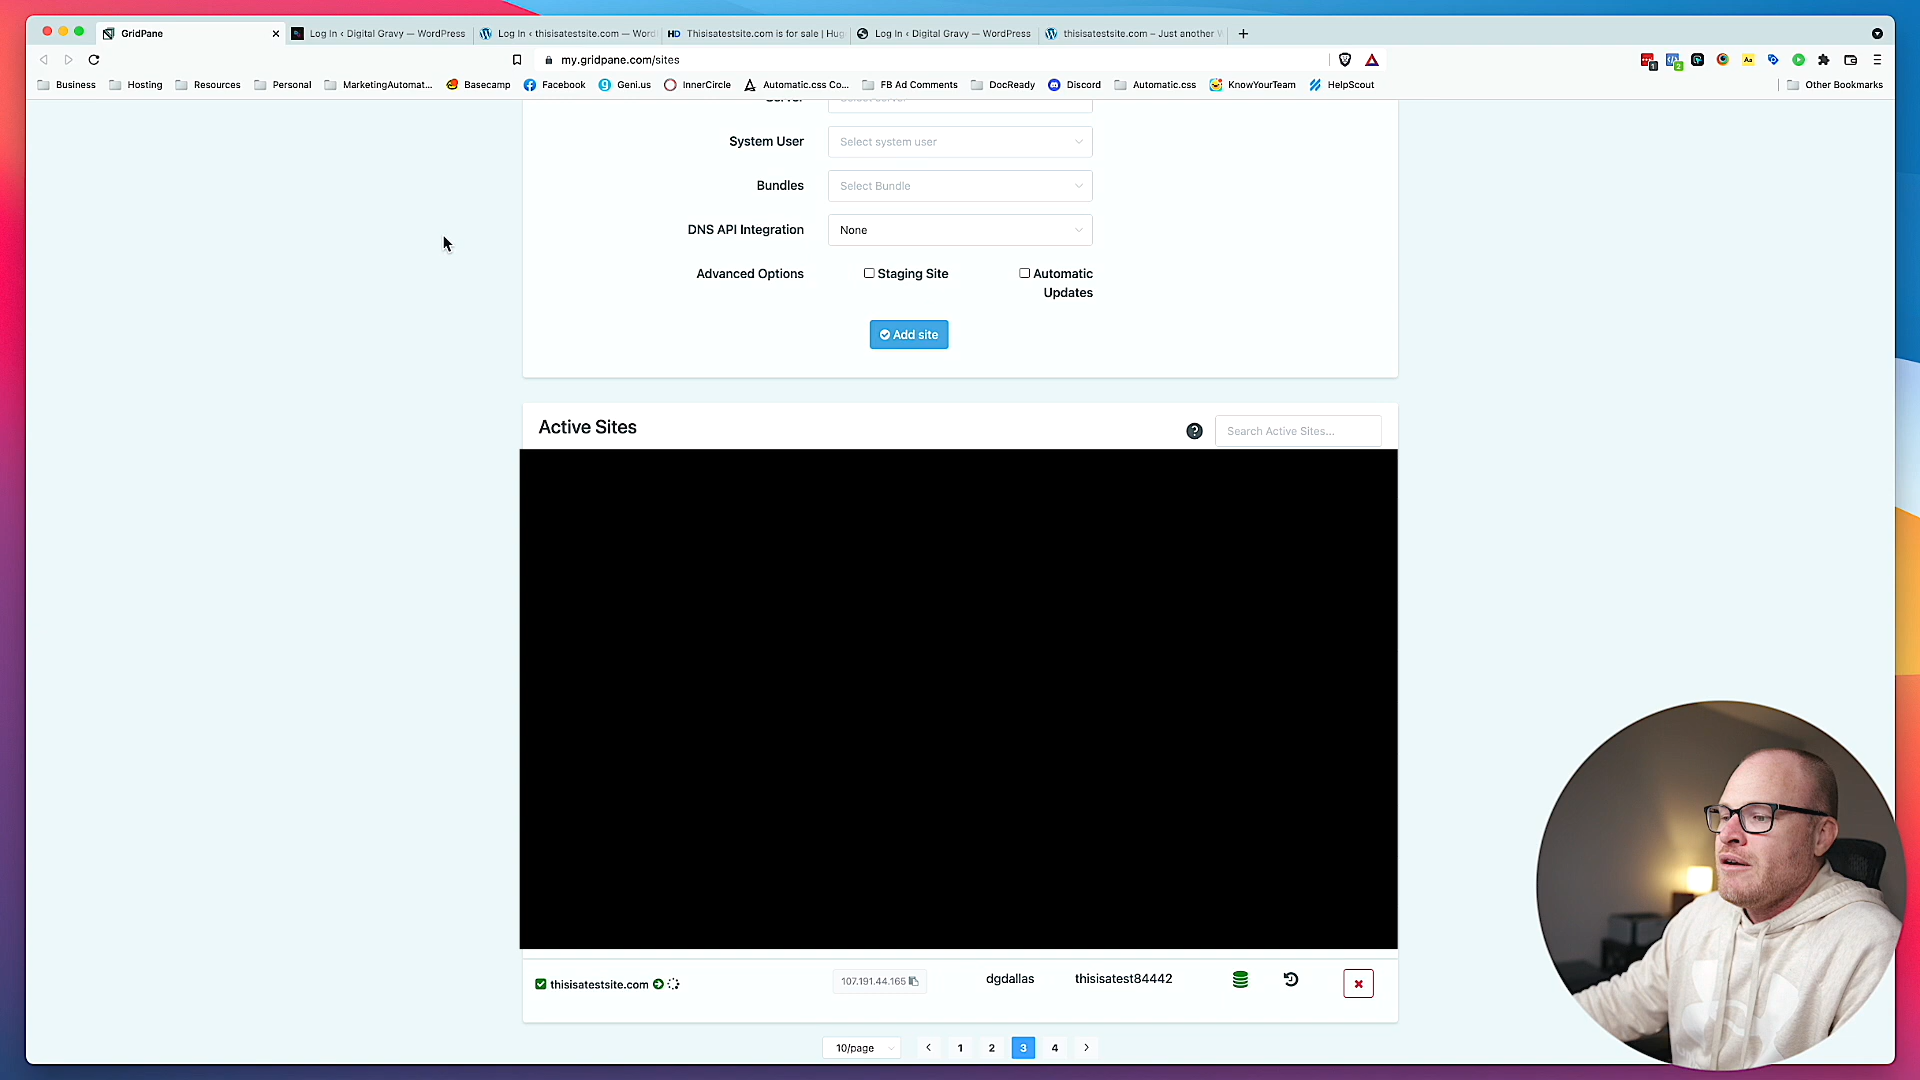 GridPane
Log In ‹ Digital Gravy — WordPress
Log In ‹ thisisatestsite.com — Word
HD Thisisatestsite.com is for sale | Hug
Log In ‹ Digital Gravy — WordPress
thisisatestsite.com – Just another W
my.gridpane.com/sites
Business
Hosting
Resources
Personal
MarketingAutomat...
Basecamp
Facebook
Geni.us
InnerCircle
Automatic.css Co...
FB Ad Comments
DocReady
Discord
Automatic.css
KnowYourTeam
HelpScout
Other Bookmarks
System User
Select system user
Bundles
Select Bundle
DNS API Integration
None
Advanced Options
Staging Site
Automatic
Updates
Add site
Active Sites
Search Active Sites...
thisisatestsite.com
107.191.44.165
dgdallas
thisisatest84442
10/page
1
2
3
4